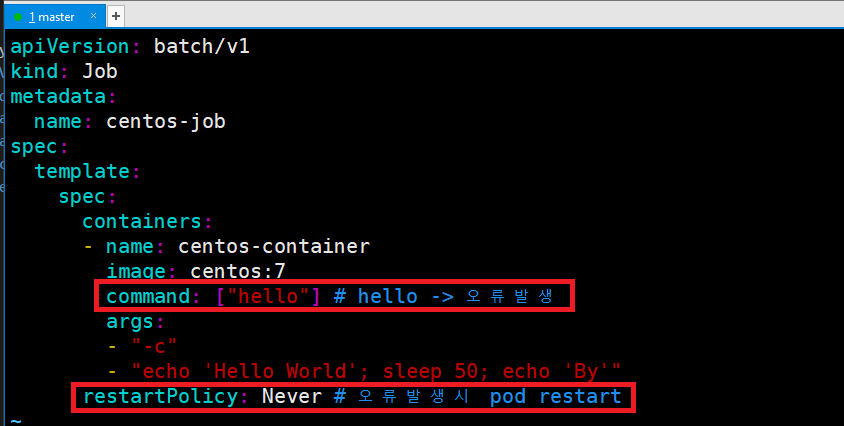 1 master × +
apiVersion: batch/v1
kind: Job
metadata:
  name: centos-job
spec:
  template:
    spec:
      containers:
      - name: centos-container
        image: centos:7
        command: ["hello"] # hello -> 오류발생
        args:
        - "-c"
        - "echo 'Hello World'; sleep 50; echo 'By'"
      restartPolicy: Never # 오류발생시 pod restart
~